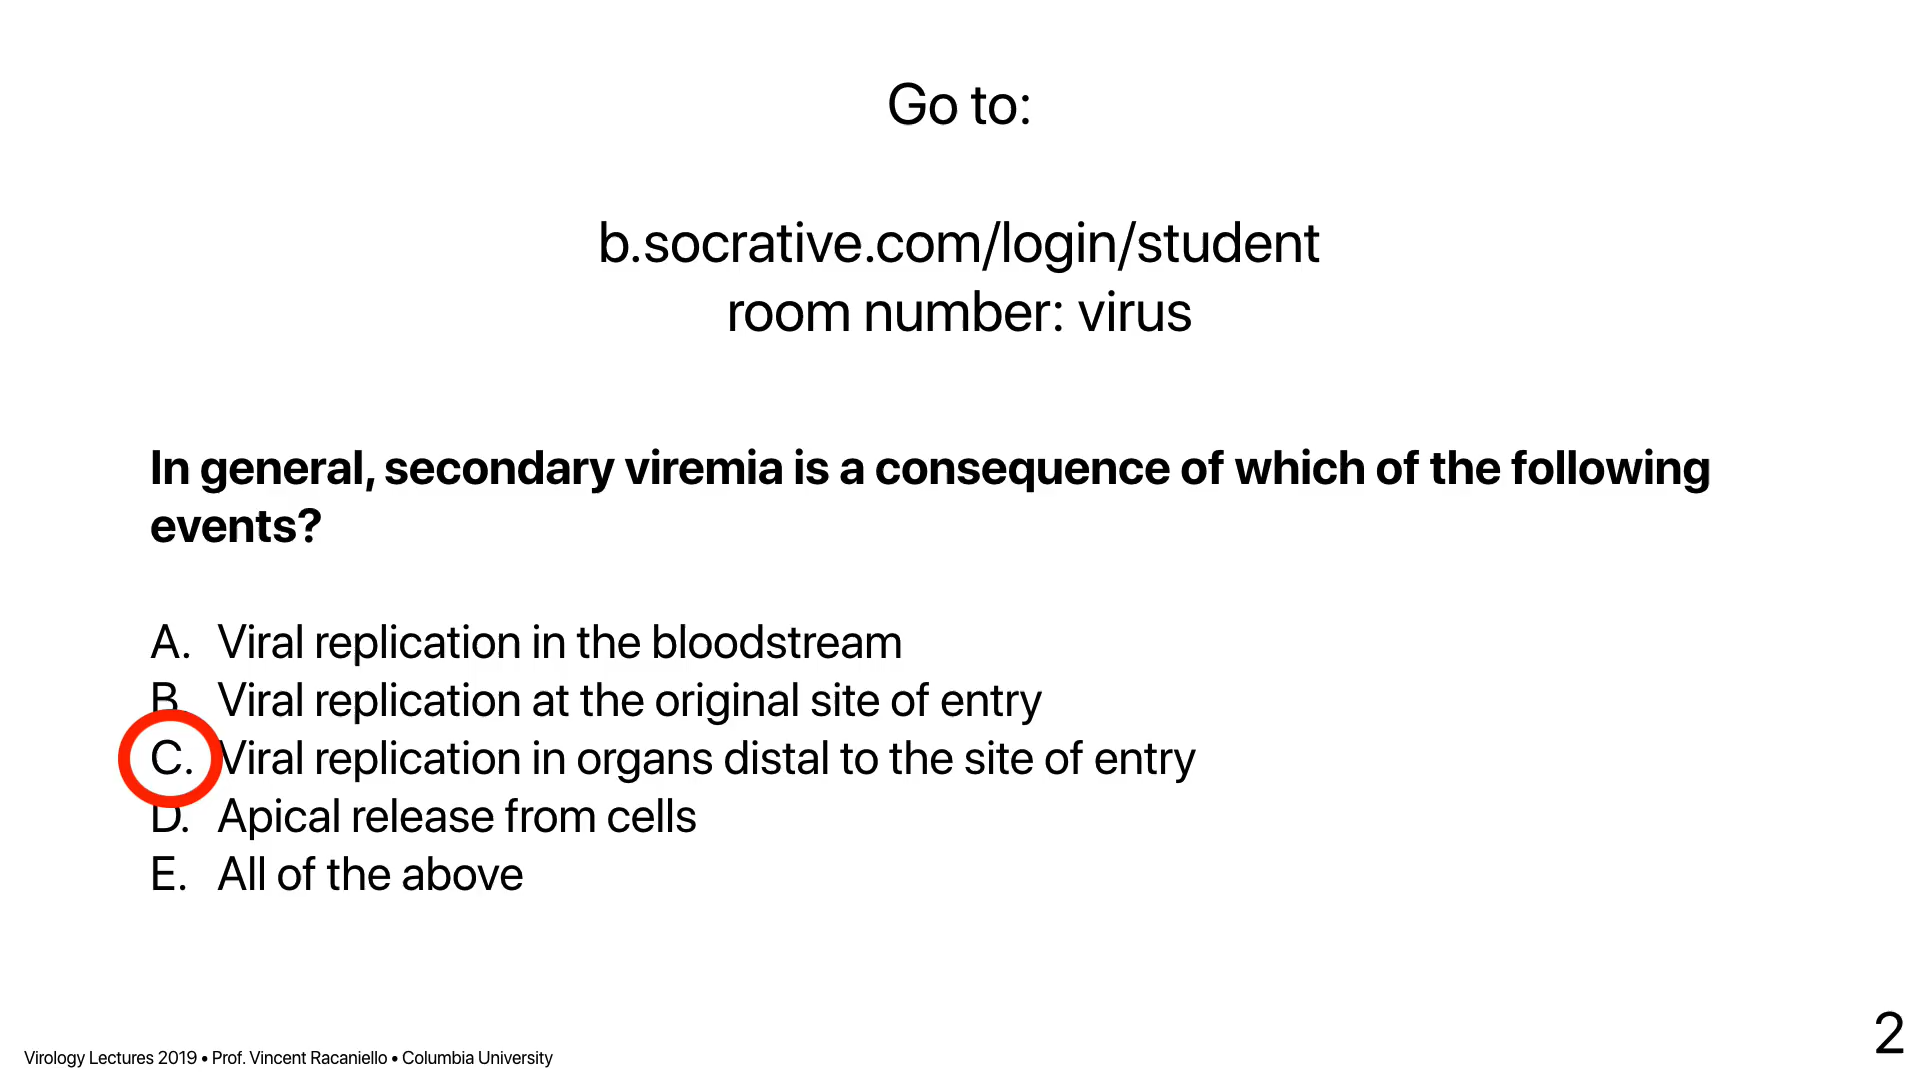 Go to:
b.socrative.com/login/student
room number: virus
In general, secondary viremia is a consequence of which of the following
events?
A. Viral replication in the bloodstream
B. Viral replication at the original site of entry
C. Viral replication in organs distal to the site of entry
D. Apical release from cells
E. All of the above
Virology Lectures 2019 • Prof. Vincent Racaniello • Columbia University
2